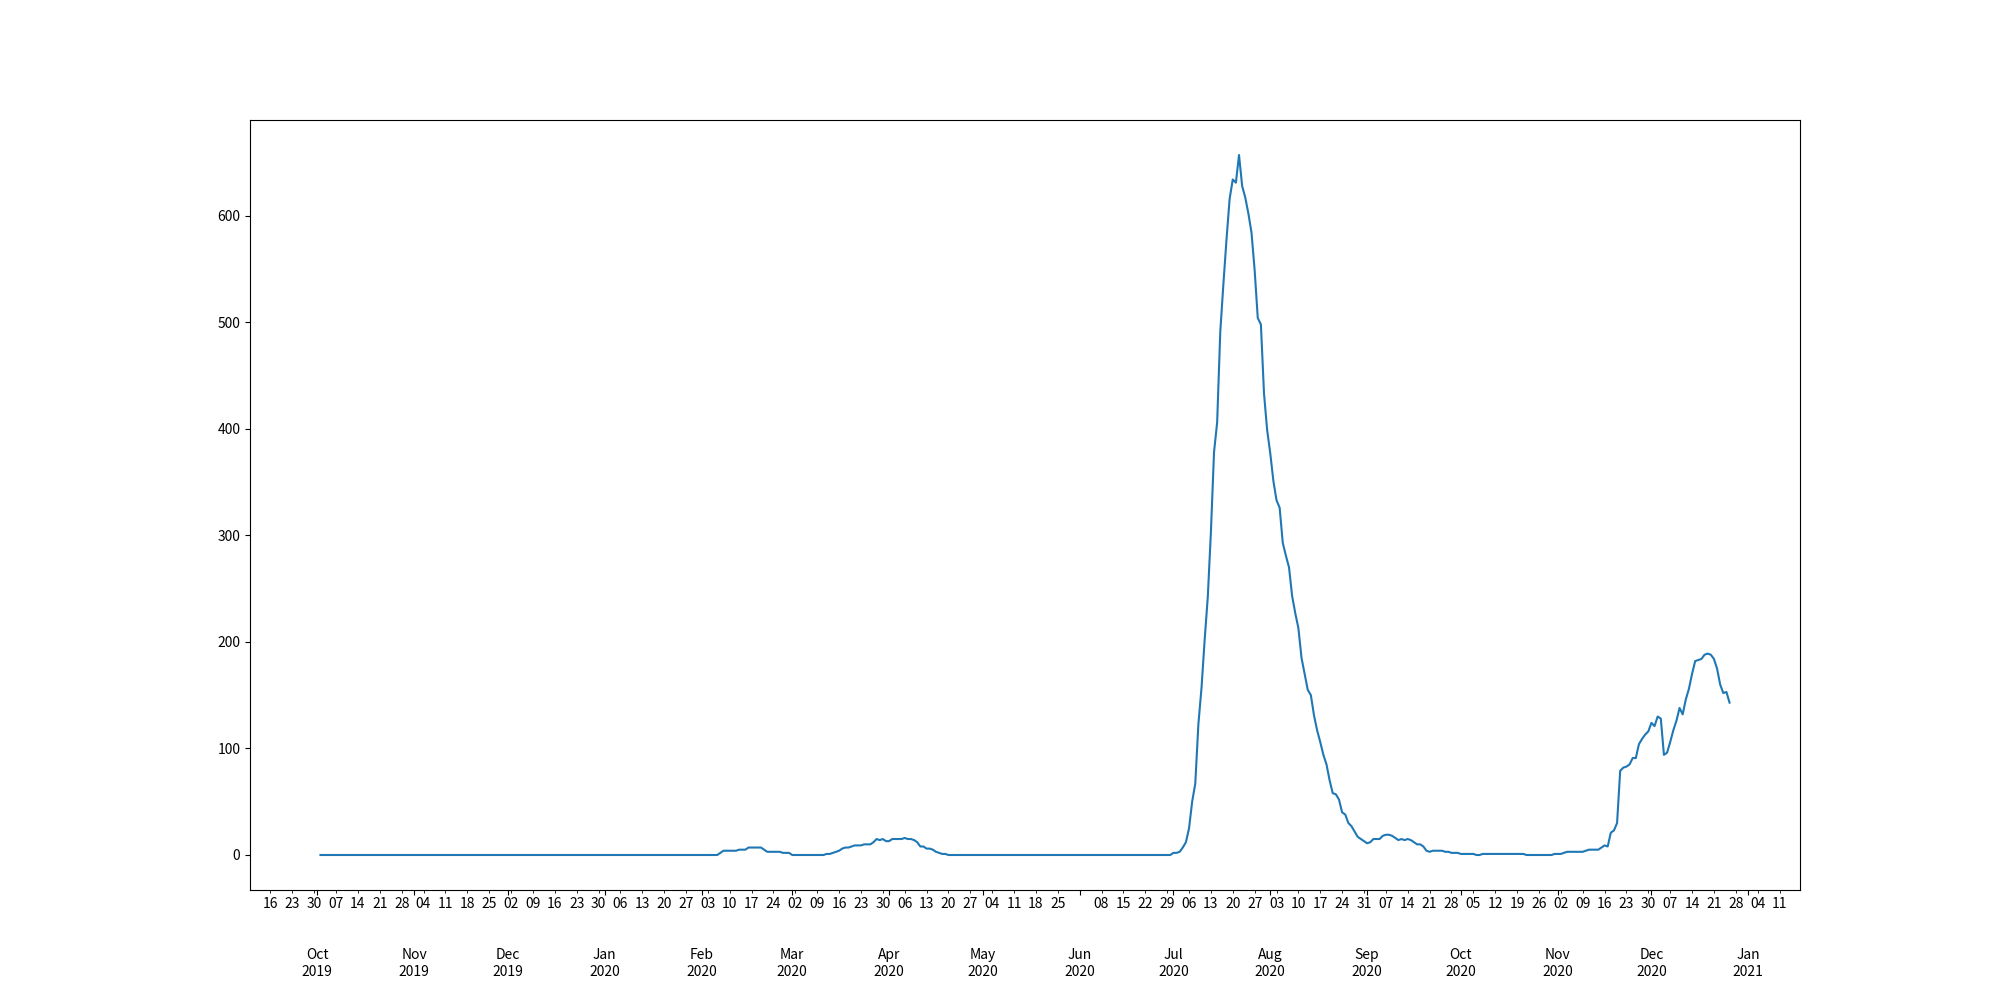 600
500
400
300
200
100
0
16 23 30 07 14 21 28 04 11 18 25 02 09 16 23 30 06 13 20 27 03 10 17 24 02 09 16 23 30 06 13 20 27 04 11 18 25 08 15 22 29 06 13 20 27 03 10 17 24 31 07 14 21 28 05 12 19 26 02 09 16 23 30 07 14 21 28 04 11
Oct Nov Dec Jan Feb Mar Apr May Jun Jul Aug Sep Oct Nov Dec Jan
2019 2019 2019 2020 2020 2020 2020 2020 2020 2020 2020 2020 2020 2020 2020 2021